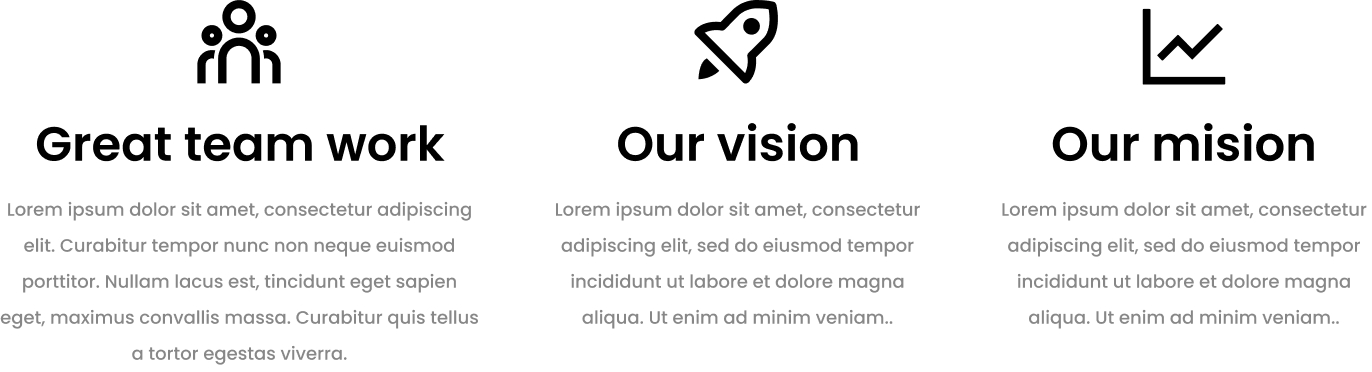 Great team work
Lorem ipsum dolor sit amet, consectetur adipiscing
elit. Curabitur tempor nunc non neque euismod
porttitor. Nullam lacus est, tincidunt eget sapien
eget, maximus convallis massa. Curabitur quis tellus
a tortor egestas viverra.
Our vision
Lorem ipsum dolor sit amet, consectetur
adipiscing elit, sed do eiusmod tempor
incididunt ut labore et dolore magna
aliqua. Ut enim ad minim veniam..
Our mision
Lorem ipsum dolor sit amet, consectetur
adipiscing elit, sed do eiusmod tempor
incididunt ut labore et dolore magna
aliqua. Ut enim ad minim veniam..